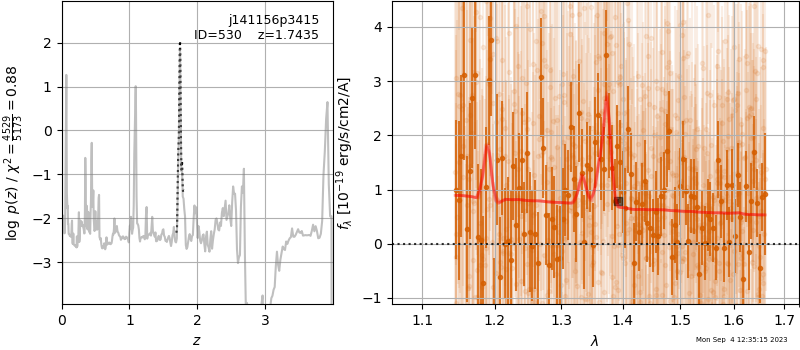 j141156p3415
ID=530 z=1.7435
log p(z) / χ² = 4529/5173 = 0.88
2
1
0
−1
−2
−3
0 1 2 3
z
f_λ [10⁻¹⁹ erg/s/cm2/A]
4
3
2
1
0
−1
1.1 1.2 1.3 1.4 1.5 1.6 1.7
λ
Mon Sep 4 12:35:15 2023